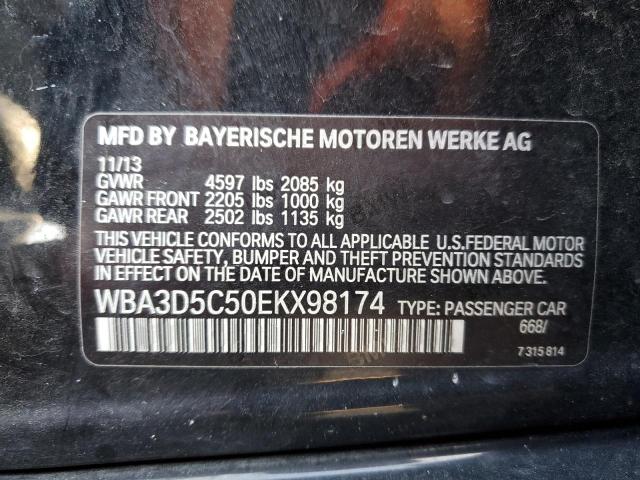 MFD BY BAYERISCHE MOTOREN WERKE AG
11/13
GVWR 4597 lbs 2085 kg
GAWR FRONT 2205 lbs 1000 kg
GAWR REAR 2502 lbs 1135 kg
THIS VEHICLE CONFORMS TO ALL APPLICABLE U.S.FEDERAL MOTOR
VEHICLE SAFETY, BUMPER AND THEFT PREVENTION STANDARDS
IN EFFECT ON THE DATE OF MANUFACTURE SHOWN ABOVE.
WBA3D5C50EKX98174 TYPE: PASSENGER CAR
668/
7 315 814